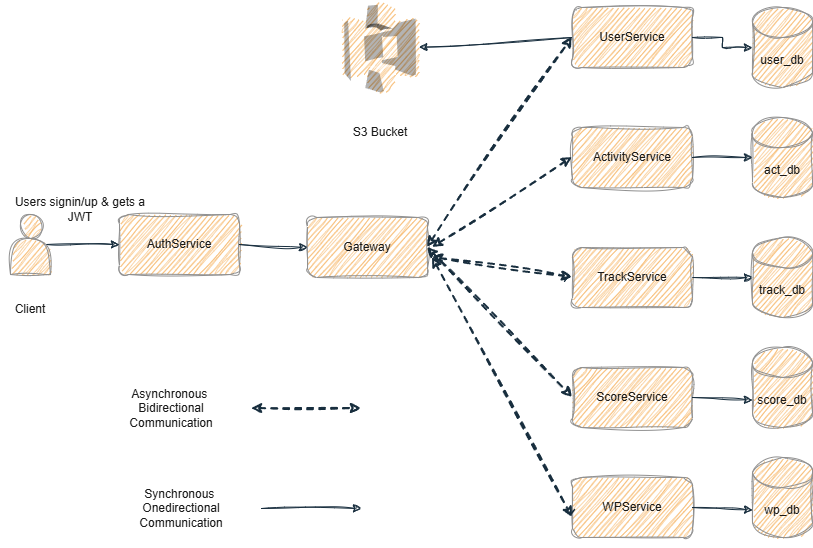 UserService
user_db
S3 Bucket
ActivityService
act_db
Users signin/up & gets a
JWT
AuthService
Gateway
TrackService
track_db
Client
Asynchronous
Bidirectional
Communication
ScoreService
score_db
Synchronous
Onedirectional
Communication
WPService
wp_db